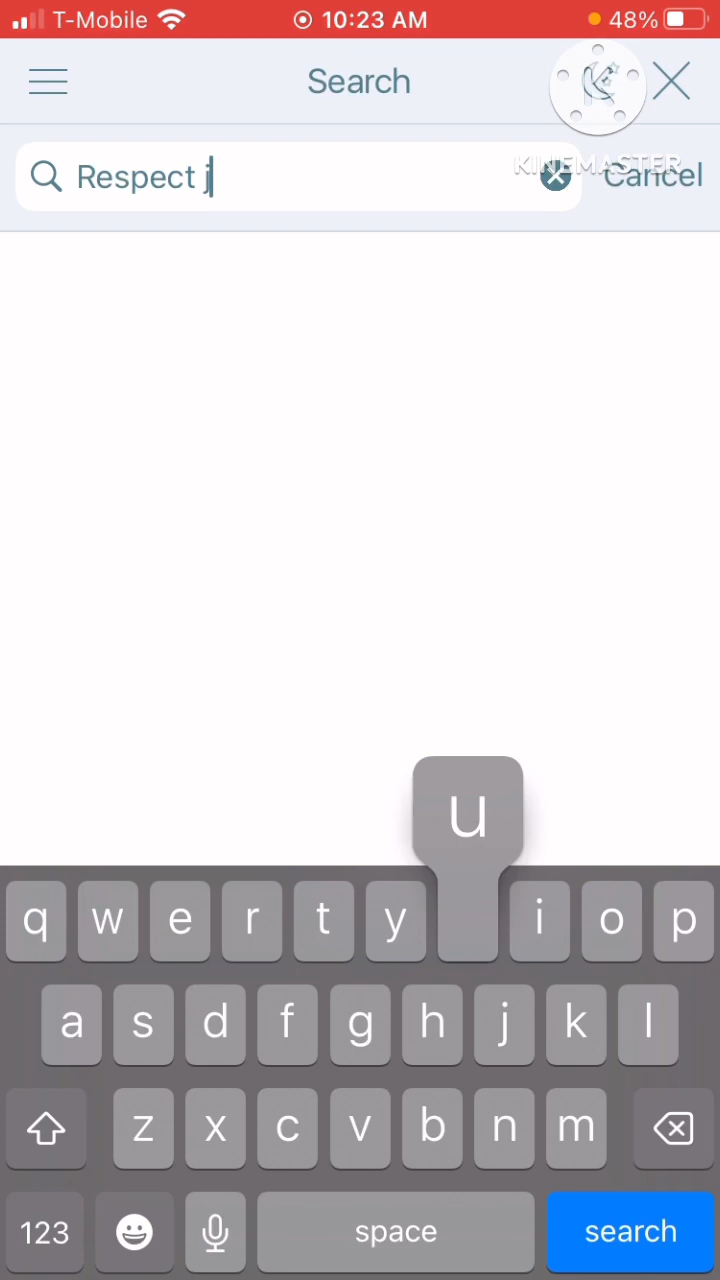 T-Mobile 10:23 AM 48%
Search
KINEMASTER
Respect j Cancel
u
q w e r t y i o p
a s d f g h j k l
z x c v b n m
123 space search